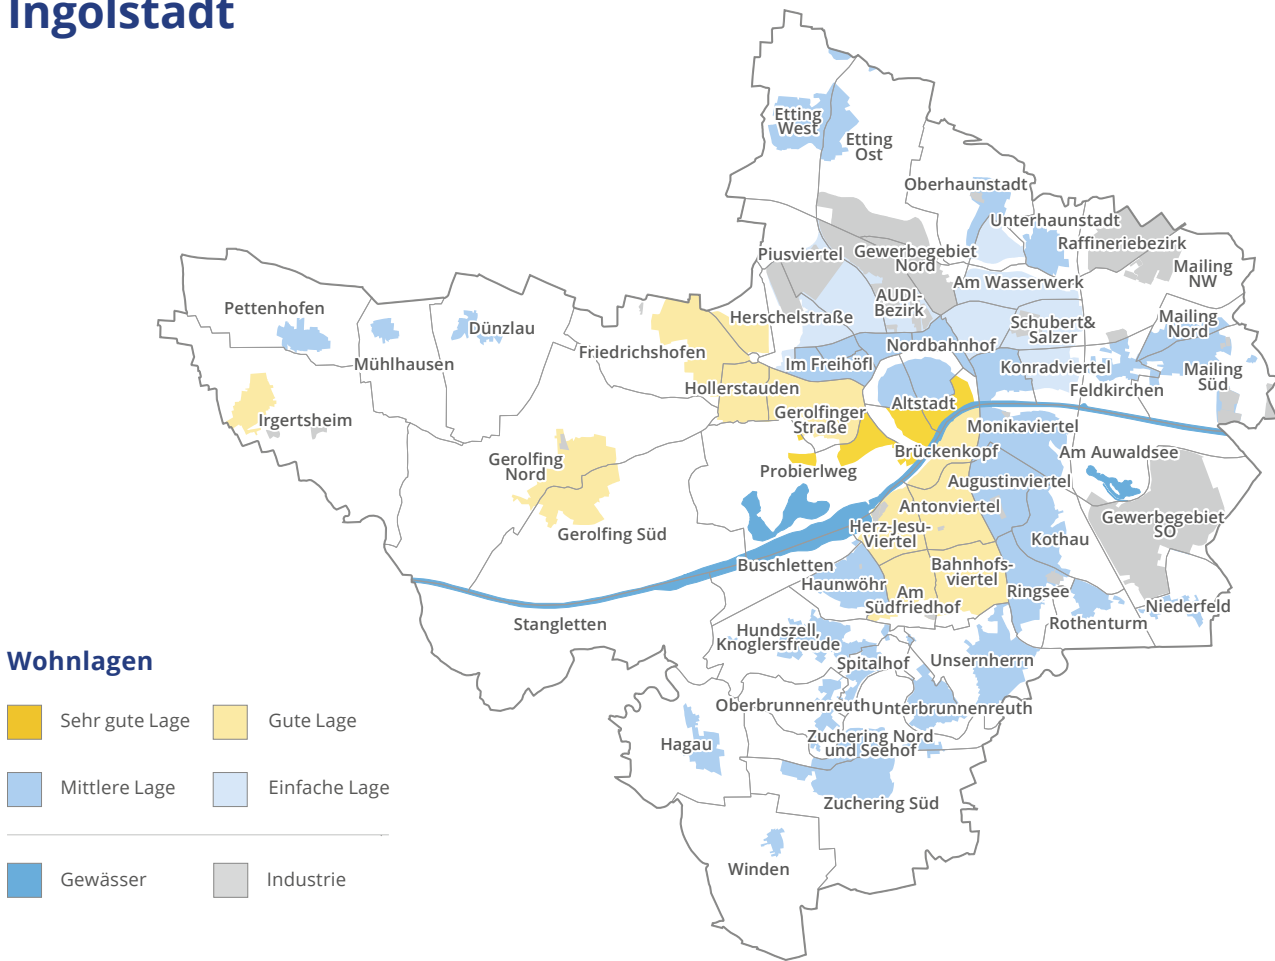 Ingolstadt
Etting
West
Etting
Ost
Oberhaunstadt
Unterhaunstadt
Piusviertel
Gewerbegebiet
Nord
Raffineriebezirk
Mailing
NW
Am Wasserwerk
AUDI-
Bezirk
Pettenhofen
Herschelstraße
Schubert&
Salzer
Mailing
Nord
Dünzlau
Mühlhausen
Friedrichshofen
Nordbahnhof
Im Freihöfl
Konradviertel
Mailing
Süd
Hollerstauden
Feldkirchen
Irgertsheim
Gerolfinger
Straße
Altstadt
Monikaviertel
Brückenkopf
Am Auwaldsee
Gerolfing
Nord
Probierlweg
Augustinviertel
Antonviertel
Gewerbegebiet
SO
Gerolfing Süd
Herz-Jesu-
Viertel
Kothau
Buschletten
Bahnhofs-
viertel
Haunwöhr
Am
Südfriedhof
Ringsee
Niederfeld
Stangletten
Rothenturm
Hundszell,
Knoglersfreude
Spitalhof
Unsernherrn
Oberbrunnenreuth
Unterbrunnenreuth
Hagau
Zuchering Nord
und Seehof
Zuchering Süd
Winden
Wohnlagen
Sehr gute Lage
Gute Lage
Mittlere Lage
Einfache Lage
Gewässer
Industrie